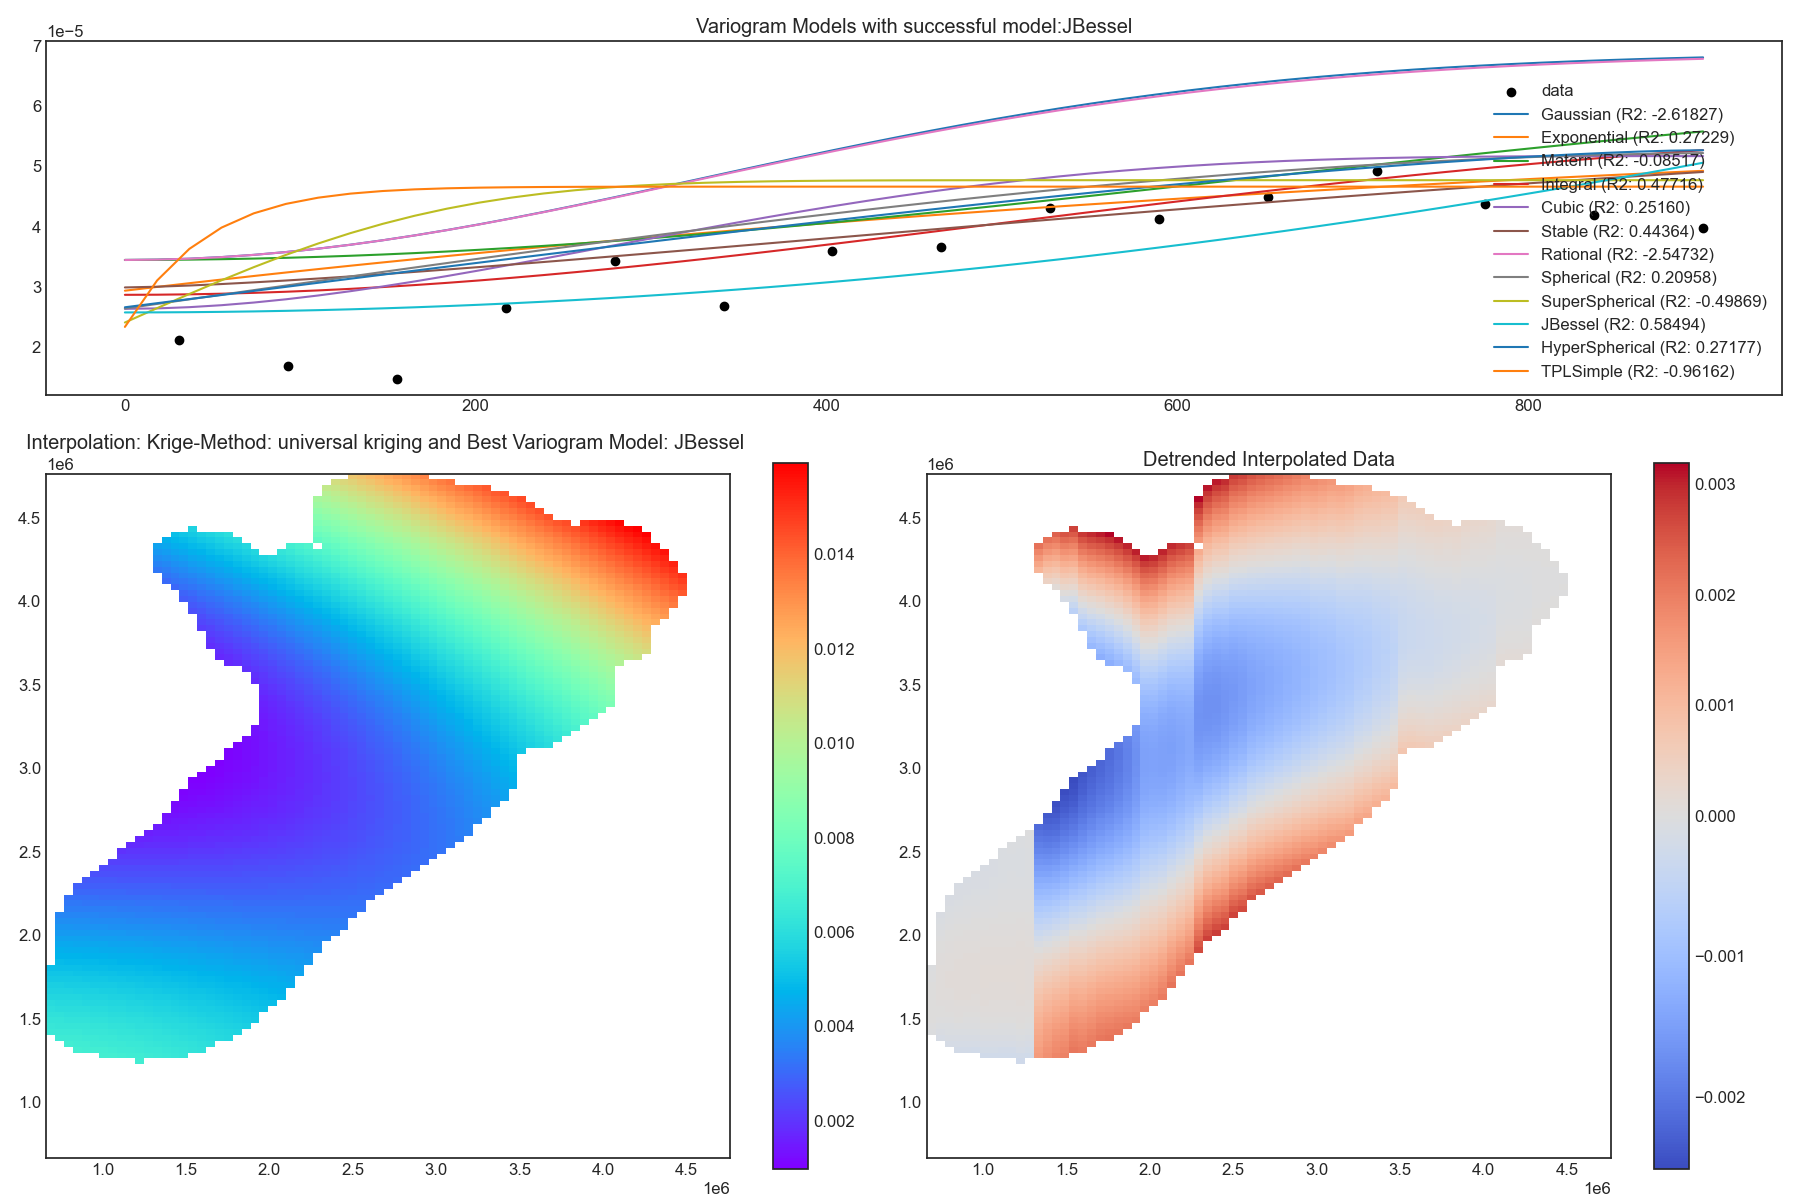 Variogram Models with successful model:JBessel
1e−5
7
6
5
4
3
2
0 200 400 600 800
data
Gaussian (R2: -2.61827)
Exponential (R2: 0.27229)
Matern (R2: -0.08517)
Integral (R2: 0.47716)
Cubic (R2: 0.25160)
Stable (R2: 0.44364)
Rational (R2: -2.54732)
Spherical (R2: 0.20958)
SuperSpherical (R2: -0.49869)
JBessel (R2: 0.58494)
HyperSpherical (R2: 0.27177)
TPLSimple (R2: -0.96162)
Interpolation: Krige-Method: universal kriging and Best Variogram Model: JBessel
1e6
4.5
4.0
3.5
3.0
2.5
2.0
1.5
1.0
1.0 1.5 2.0 2.5 3.0 3.5 4.0 4.5
1e6
0.014
0.012
0.010
0.008
0.006
0.004
0.002
Detrended Interpolated Data
1e6
4.5
4.0
3.5
3.0
2.5
2.0
1.5
1.0
1.0 1.5 2.0 2.5 3.0 3.5 4.0 4.5
1e6
0.003
0.002
0.001
0.000
−0.001
−0.002